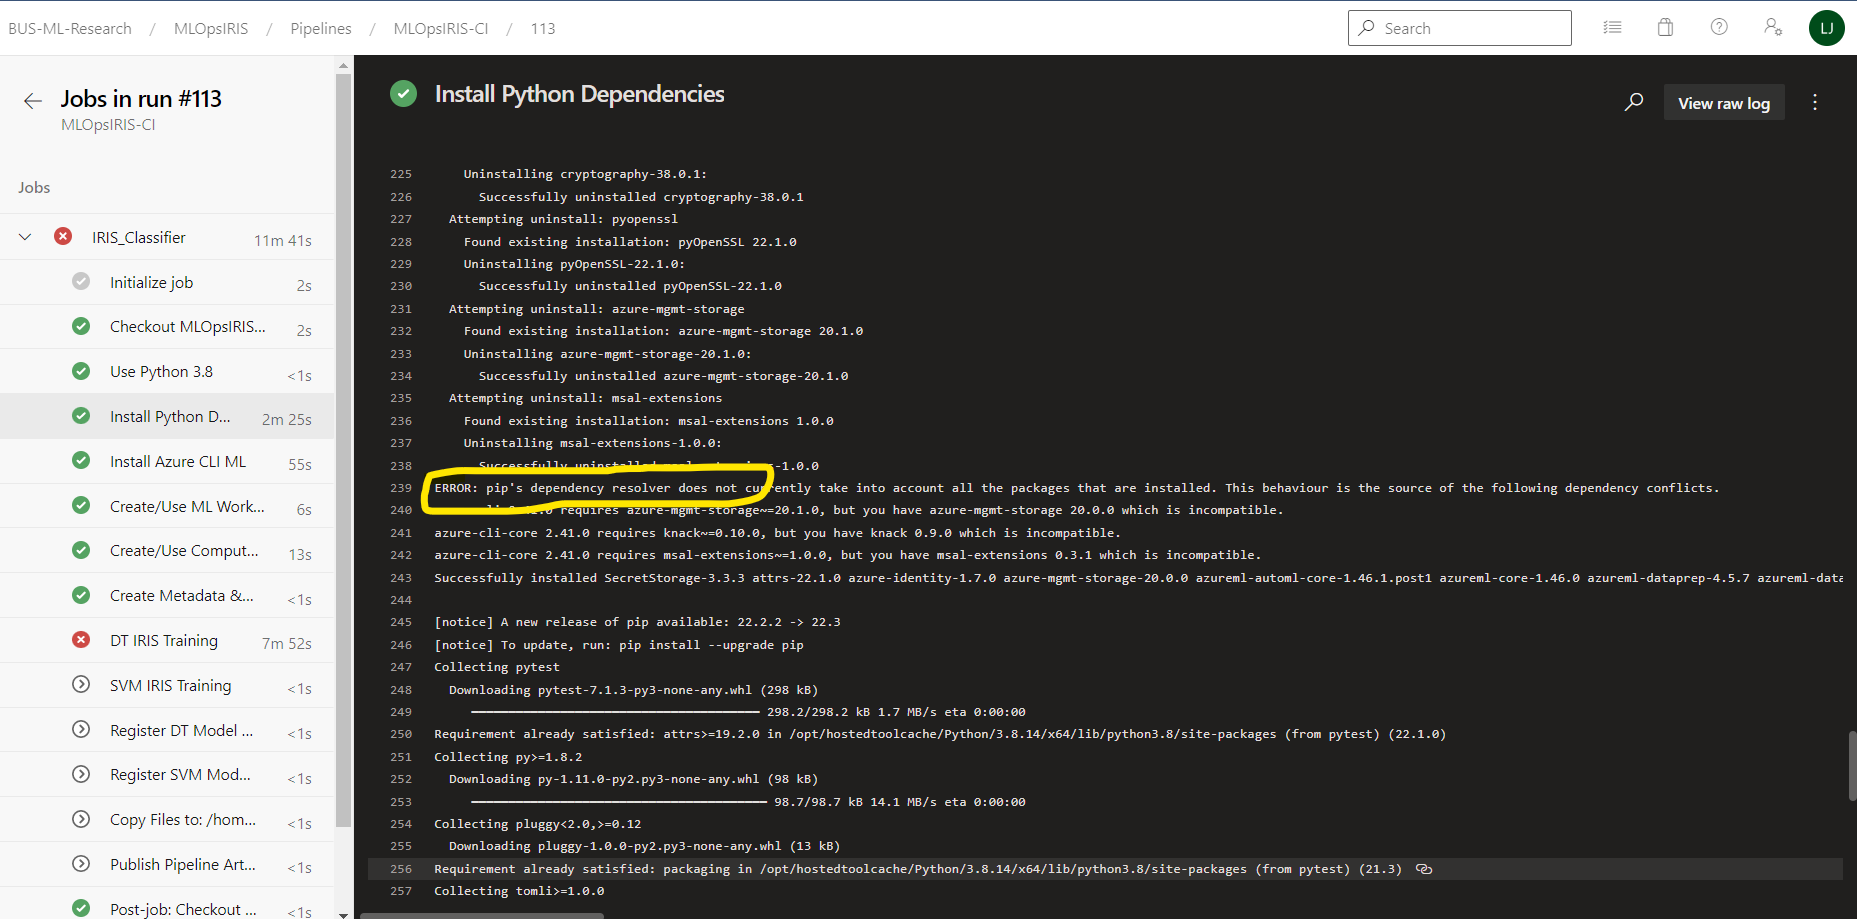 BUS-ML-Research / MLOpsIRIS / Pipelines / MLOpsIRIS-CI / 113
Search
LJ
Jobs in run #113
MLOpsIRIS-CI
Jobs
IRIS_Classifier 11m 41s
Initialize job 2s
Checkout MLOpsIRIS... 2s
Use Python 3.8 <1s
Install Python D... 2m 25s
Install Azure CLI ML 55s
Create/Use ML Work... 6s
Create/Use Comput... 13s
Create Metadata &... <1s
DT IRIS Training 7m 52s
SVM IRIS Training <1s
Register DT Model ... <1s
Register SVM Mod... <1s
Copy Files to: /hom... <1s
Publish Pipeline Art... <1s
Post-job: Checkout ... <1s
Install Python Dependencies
View raw log
225 Uninstalling cryptography-38.0.1:
226 Successfully uninstalled cryptography-38.0.1
227 Attempting uninstall: pyopenssl
228 Found existing installation: pyOpenSSL 22.1.0
229 Uninstalling pyOpenSSL-22.1.0:
230 Successfully uninstalled pyOpenSSL-22.1.0
231 Attempting uninstall: azure-mgmt-storage
232 Found existing installation: azure-mgmt-storage 20.1.0
233 Uninstalling azure-mgmt-storage-20.1.0:
234 Successfully uninstalled azure-mgmt-storage-20.1.0
235 Attempting uninstall: msal-extensions
236 Found existing installation: msal-extensions 1.0.0
237 Uninstalling msal-extensions-1.0.0:
238 Successfully uninstalled -1.0.0
239 ERROR: pip's dependency resolver does not currently take into account all the packages that are installed. This behaviour is the source of the following dependency conflicts.
240 requires azure-mgmt-storage~=20.1.0, but you have azure-mgmt-storage 20.0.0 which is incompatible.
241 azure-cli-core 2.41.0 requires knack~=0.10.0, but you have knack 0.9.0 which is incompatible.
242 azure-cli-core 2.41.0 requires msal-extensions~=1.0.0, but you have msal-extensions 0.3.1 which is incompatible.
243 Successfully installed SecretStorage-3.3.3 attrs-22.1.0 azure-identity-1.7.0 azure-mgmt-storage-20.0.0 azureml-automl-core-1.46.1.post1 azureml-core-1.46.0 azureml-dataprep-4.5.7 azureml-data
244
245 [notice] A new release of pip available: 22.2.2 -> 22.3
246 [notice] To update, run: pip install --upgrade pip
247 Collecting pytest
248 Downloading pytest-7.1.3-py3-none-any.whl (298 kB)
249 298.2/298.2 kB 1.7 MB/s eta 0:00:00
250 Requirement already satisfied: attrs>=19.2.0 in /opt/hostedtoolcache/Python/3.8.14/x64/lib/python3.8/site-packages (from pytest) (22.1.0)
251 Collecting py>=1.8.2
252 Downloading py-1.11.0-py2.py3-none-any.whl (98 kB)
253 98.7/98.7 kB 14.1 MB/s eta 0:00:00
254 Collecting pluggy<2.0,>=0.12
255 Downloading pluggy-1.0.0-py2.py3-none-any.whl (13 kB)
256 Requirement already satisfied: packaging in /opt/hostedtoolcache/Python/3.8.14/x64/lib/python3.8/site-packages (from pytest) (21.3)
257 Collecting tomli>=1.0.0